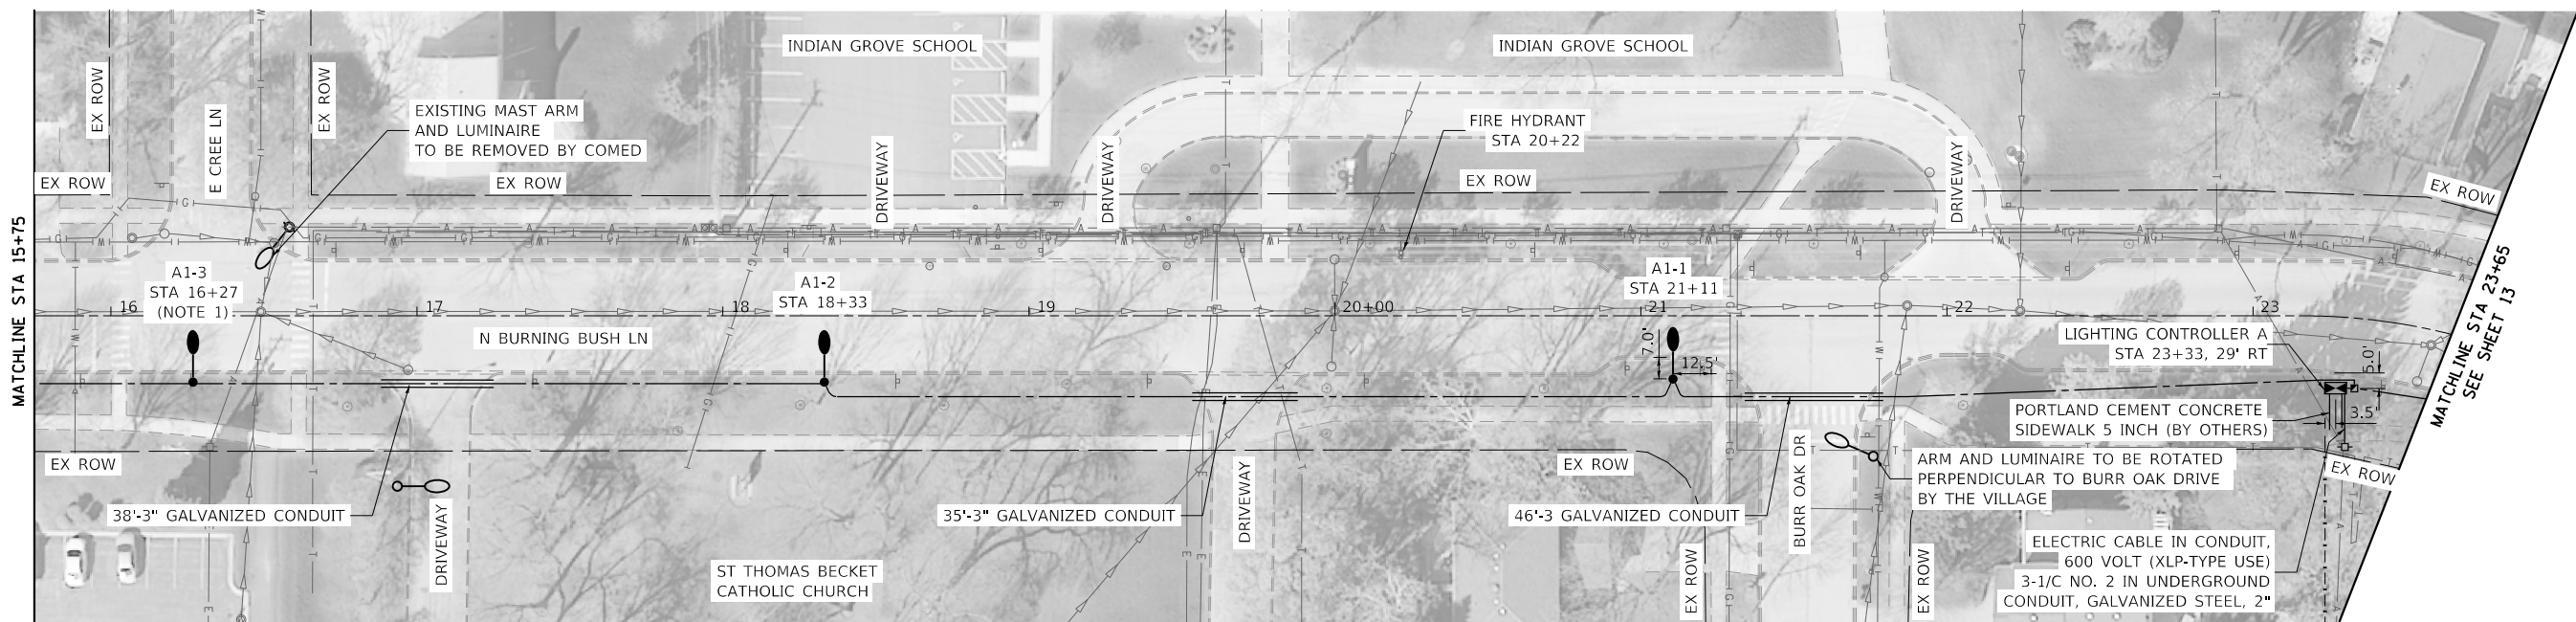 MATCHLINE STA 15+75
EX ROW
E CREE LN
EX ROW
EX ROW
EXISTING MAST ARM
AND LUMINAIRE
TO BE REMOVED BY COMED
EX ROW
INDIAN GROVE SCHOOL
DRIVEWAY
DRIVEWAY
INDIAN GROVE SCHOOL
FIRE HYDRANT
STA 20+22
EX ROW
DRIVEWAY
EX ROW
A1-3
STA 16+27
(NOTE 1)
A1-2
STA 18+33
A1-1
STA 21+11
16
17
18
19
20+00
21
22
23
N BURNING BUSH LN
7.0'
12.5'
LIGHTING CONTROLLER A
STA 23+33, 29' RT
5.0'
3.5'
MATCHLINE STA 23+65
SEE SHEET 13
PORTLAND CEMENT CONCRETE
SIDEWALK 5 INCH (BY OTHERS)
EX ROW
EX ROW
EX ROW
ARM AND LUMINAIRE TO BE ROTATED
PERPENDICULAR TO BURR OAK DRIVE
BY THE VILLAGE
38'-3" GALVANIZED CONDUIT
DRIVEWAY
35'-3" GALVANIZED CONDUIT
DRIVEWAY
46'-3 GALVANIZED CONDUIT
BURR OAK DR
ST THOMAS BECKET
CATHOLIC CHURCH
EX ROW
EX ROW
ELECTRIC CABLE IN CONDUIT,
600 VOLT (XLP-TYPE USE)
3-1/C NO. 2 IN UNDERGROUND
CONDUIT, GALVANIZED STEEL, 2"